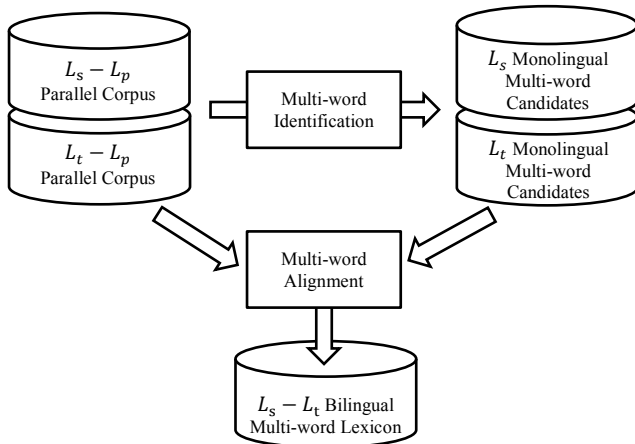 Lₛ − Lₚ
Parallel Corpus
Lₜ − Lₚ
Parallel Corpus
Multi-word
Identification
Lₛ Monolingual
Multi-word
Candidates
Lₜ Monolingual
Multi-word
Candidates
Multi-word
Alignment
Lₛ − Lₜ Bilingual
Multi-word Lexicon